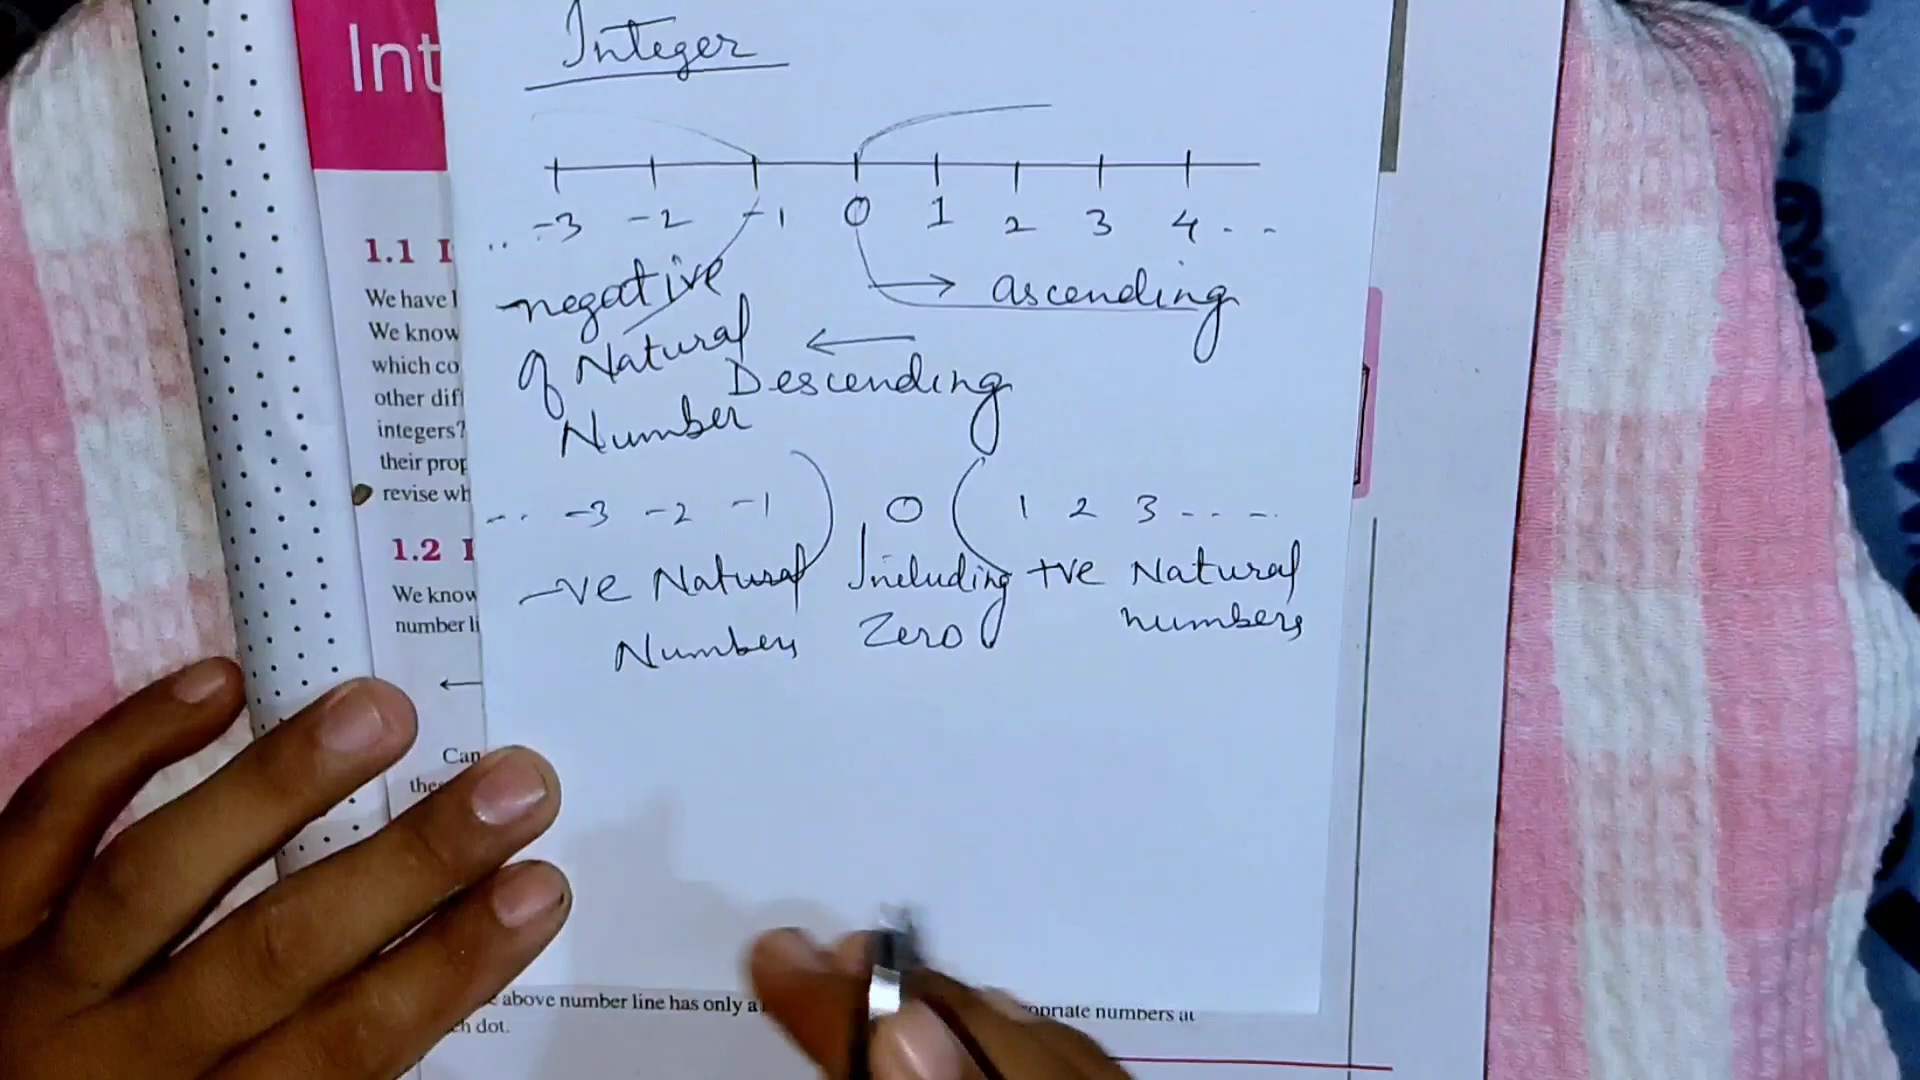 Int
Integer
.. -3 -2 -1 0 1 2 3 4 . . .
negative
of Natural
Number
→ ascending
←
Descending
... -3 -2 -1 0 1 2 3 - - - -
-ve Natural
Numbers
Including
Zero
+ve Natural
numbers
1.1 I
We have l
We know
which co
other dif
integers?
their prop
revise wh
1.2 I
We know
number li
Can
the
above number line has only a
opriate numbers at
ch dot.